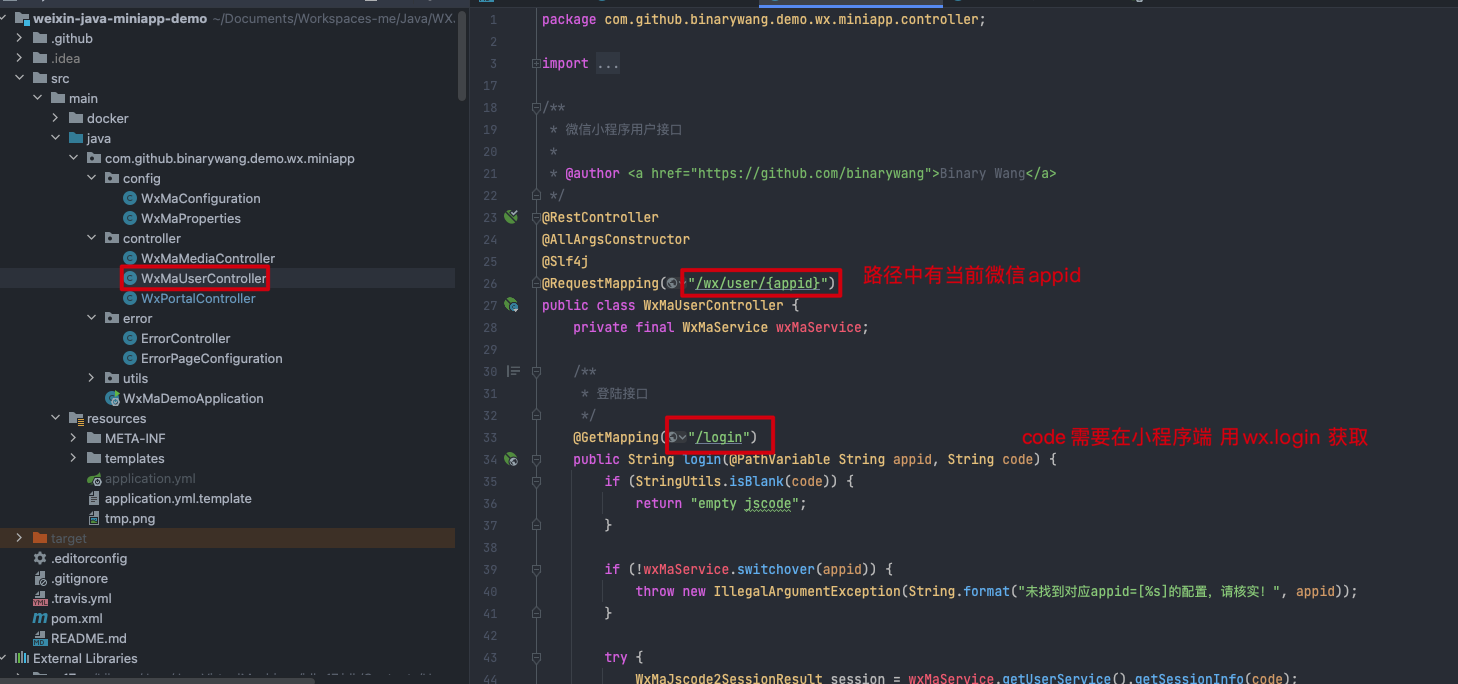 weixin-java-miniapp-demo ~/Documents/Workspaces-me/Java/WX.
.github
.idea
src
main
docker
java
com.github.binarywang.demo.wx.miniapp
config
WxMaConfiguration
WxMaProperties
controller
WxMaMediaController
WxMaUserController
WxPortalController
error
ErrorController
ErrorPageConfiguration
utils
WxMaDemoApplication
resources
META-INF
templates
application.yml
application.yml.template
tmp.png
target
.editorconfig
.gitignore
.travis.yml
pom.xml
README.md
External Libraries
1 package com.github.binarywang.demo.wx.miniapp.controller;
2
3 import ...
17
18 /**
19 * 微信小程序用户接口
20 *
21 * @author <a href="https://github.com/binarywang">Binary Wang</a>
22 */
23 @RestController
24 @AllArgsConstructor
25 @Slf4j
26 @RequestMapping("/wx/user/{appid}")
路径中有当前微信appid
27 public class WxMaUserController {
28 private final WxMaService wxMaService;
29
30 /**
31 * 登陆接口
32 */
33 @GetMapping("/login")
code 需要在小程序端 用wx.login 获取
34 public String login(@PathVariable String appid, String code) {
35 if (StringUtils.isBlank(code)) {
36 return "empty jscode";
37 }
38
39 if (!wxMaService.switchover(appid)) {
40 throw new IllegalArgumentException(String.format("未找到对应appid=[%s]的配置，请核实！", appid));
41 }
42
43 try {
44 WxMaJscode2SessionResult session = wxMaService.getUserService().getSessionInfo(code);